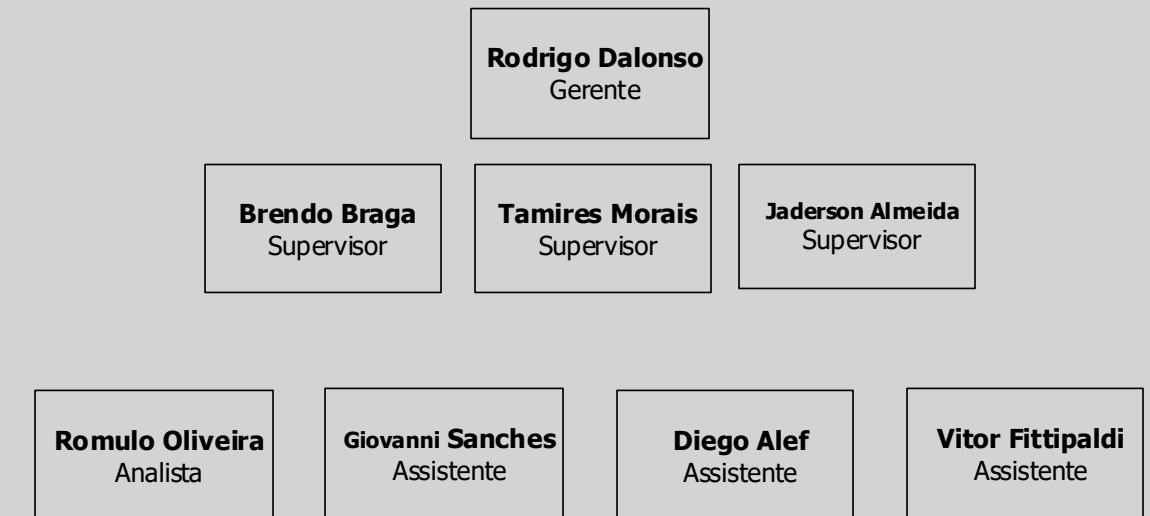 Rodrigo Dalonso
Gerente
Brendo Braga
Supervisor
Tamires Morais
Supervisor
Jaderson Almeida
Supervisor
Romulo Oliveira
Analista
Giovanni Sanches
Assistente
Diego Alef
Assistente
Vitor Fittipaldi
Assistente